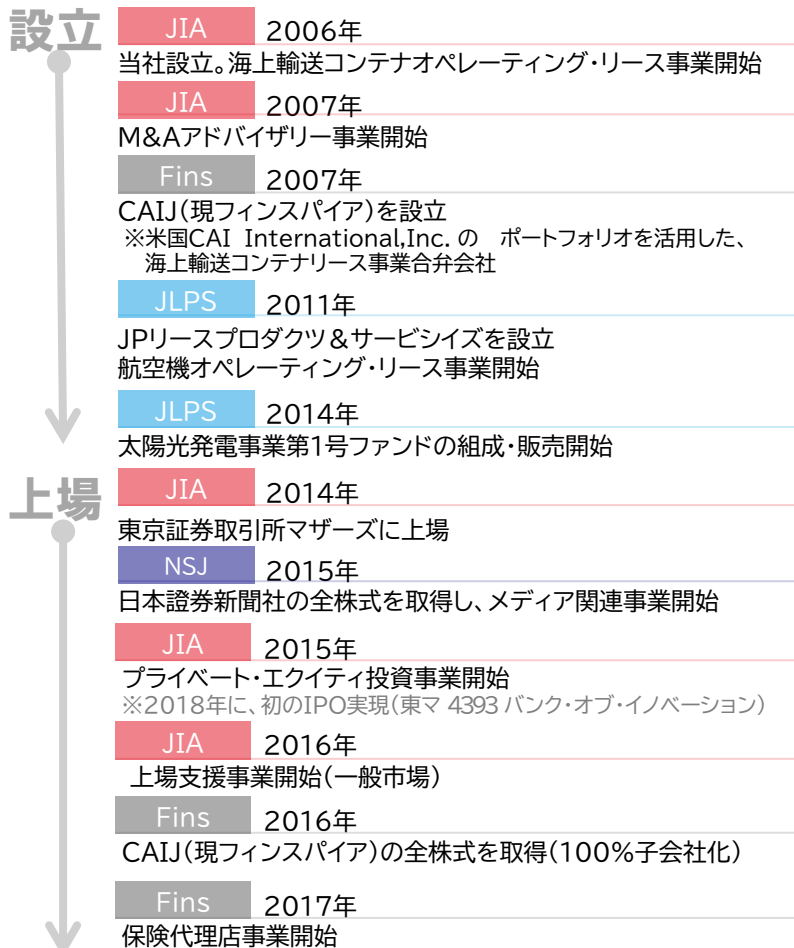 設立
JIA 2006年
当社設立。海上輸送コンテナオペレーティング・リース事業開始
JIA 2007年
M&Aアドバイザリー事業開始
Fins 2007年
CAIJ(現フィンスパイア)を設立
※米国CAI International,Inc. の ポートフォリオを活用した、
海上輸送コンテナリース事業合弁会社
JLPS 2011年
JPリースプロダクツ&サービシイズを設立
航空機オペレーティング・リース事業開始
JLPS 2014年
太陽光発電事業第1号ファンドの組成・販売開始
上場
JIA 2014年
東京証券取引所マザーズに上場
NSJ 2015年
日本證券新聞社の全株式を取得し、メディア関連事業開始
JIA 2015年
プライベート・エクイティ投資事業開始
※2018年に、初のIPO実現(東マ 4393 バンク・オブ・イノベーション)
JIA 2016年
上場支援事業開始(一般市場)
Fins 2016年
CAIJ(現フィンスパイア)の全株式を取得(100%子会社化)
Fins 2017年
保険代理店事業開始